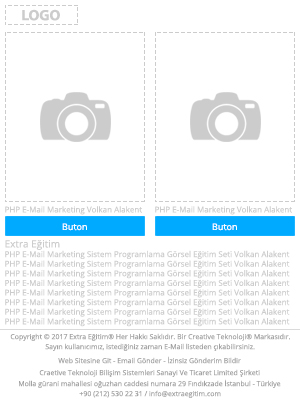 LOGO
PHP E-Mail Marketing Volkan Alakent
PHP E-Mail Marketing Volkan Alakent
Buton
Buton
Extra Eğitim
PHP E-Mail Marketing Sistem Programlama Görsel Eğitim Seti Volkan Alakent
PHP E-Mail Marketing Sistem Programlama Görsel Eğitim Seti Volkan Alakent
PHP E-Mail Marketing Sistem Programlama Görsel Eğitim Seti Volkan Alakent
PHP E-Mail Marketing Sistem Programlama Görsel Eğitim Seti Volkan Alakent
PHP E-Mail Marketing Sistem Programlama Görsel Eğitim Seti Volkan Alakent
PHP E-Mail Marketing Sistem Programlama Görsel Eğitim Seti Volkan Alakent
PHP E-Mail Marketing Sistem Programlama Görsel Eğitim Seti Volkan Alakent
PHP E-Mail Marketing Sistem Programlama Görsel Eğitim Seti Volkan Alakent
Copyright © 2017 Extra Eğitim® Her Hakkı Saklıdır. Bir Creative Teknoloji® Markasıdır.
Sayın kullanıcımız, istediğiniz zaman E-Mail listeden çıkabilirsiniz.
Web Sitesine Git - Email Gönder - İzinsiz Gönderim Bildir
Craetive Teknoloji Bilişim Sistemleri Sanayi Ve Ticaret Limited Şirketi
Molla gürani mahallesi oğuzhan caddesi numara 29 Fındıkzade İstanbul - Türkiye
+90 (212) 530 22 31 / info@extraegitim.com